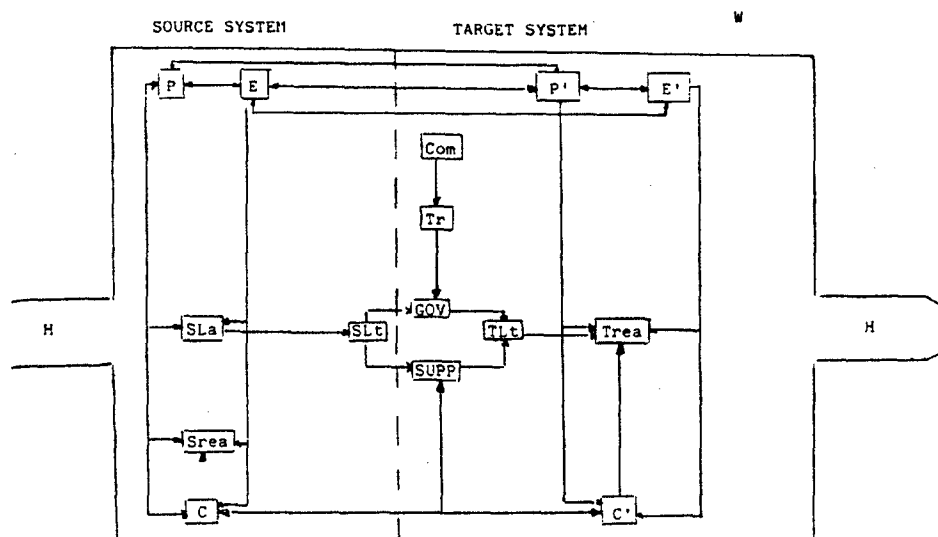 W
SOURCE SYSTEM TARGET SYSTEM
P E P' E'
Com
Tr
GOV
H SLa SLt TLt Trea H
SUPP
Srea
C C'